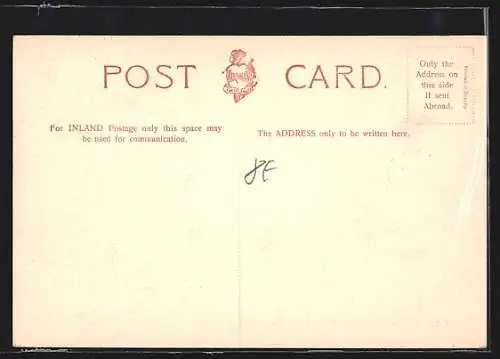 POST CARD.
Only the
Address on
this side
If sent
Abroad.
For INLAND Postage only this space may
be used for communication.
The ADDRESS only to be written here.
8E